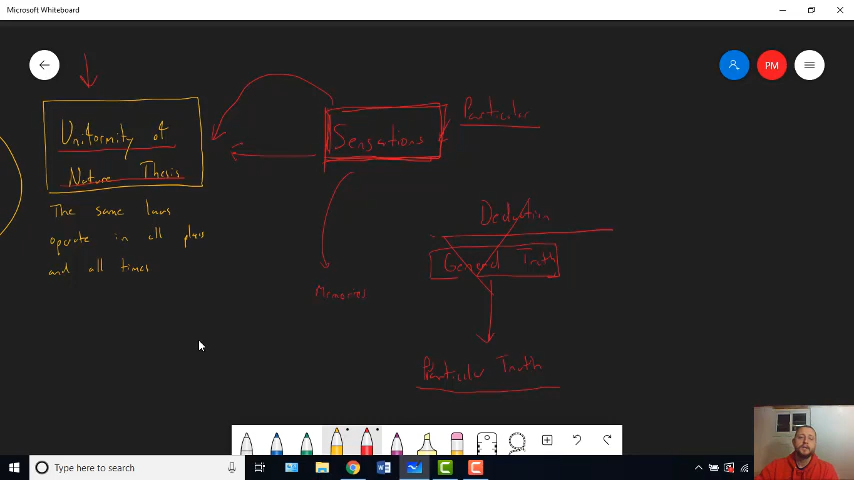 Microsoft Whiteboard
PM
Uniformity of
Nature Thesis
The same laws
operate in all places
and all times
Sensations
Particular
Memories
Deduction
General Truth
Particular Truth
Type here to search